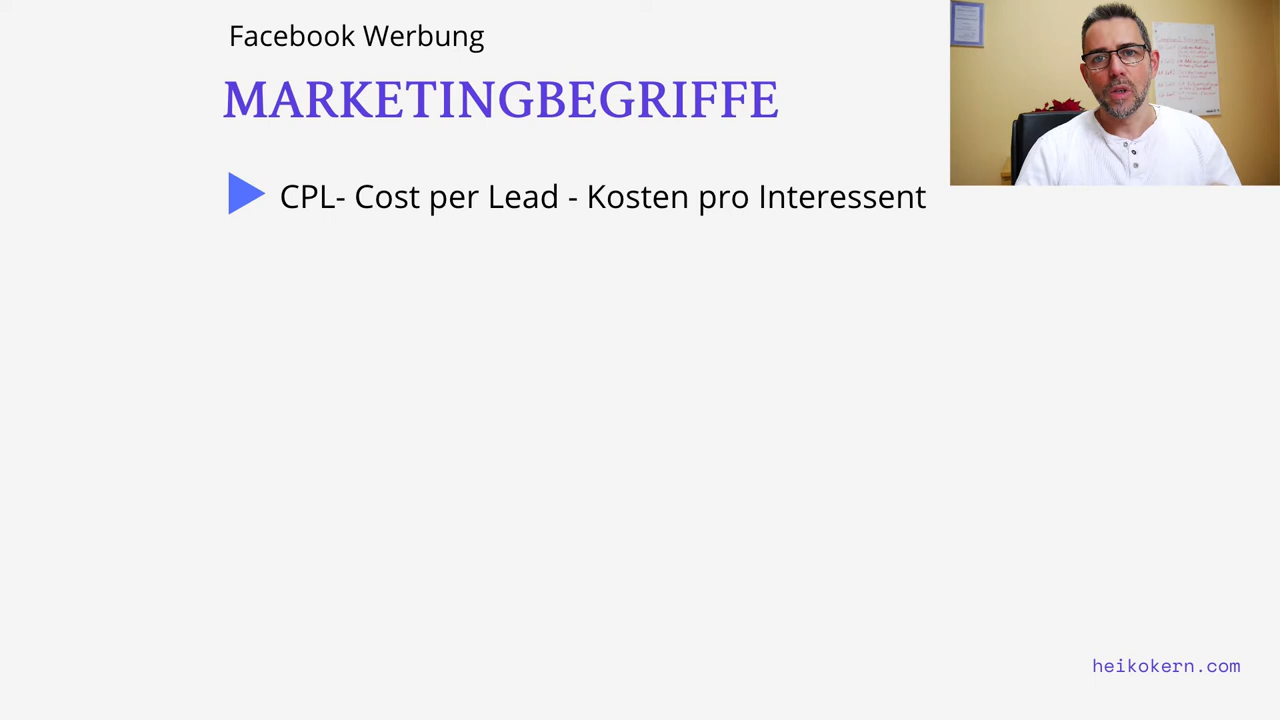 Facebook Werbung
MARKETINGBEGRIFFE
CPL- Cost per Lead - Kosten pro Interessent
heikokern.com